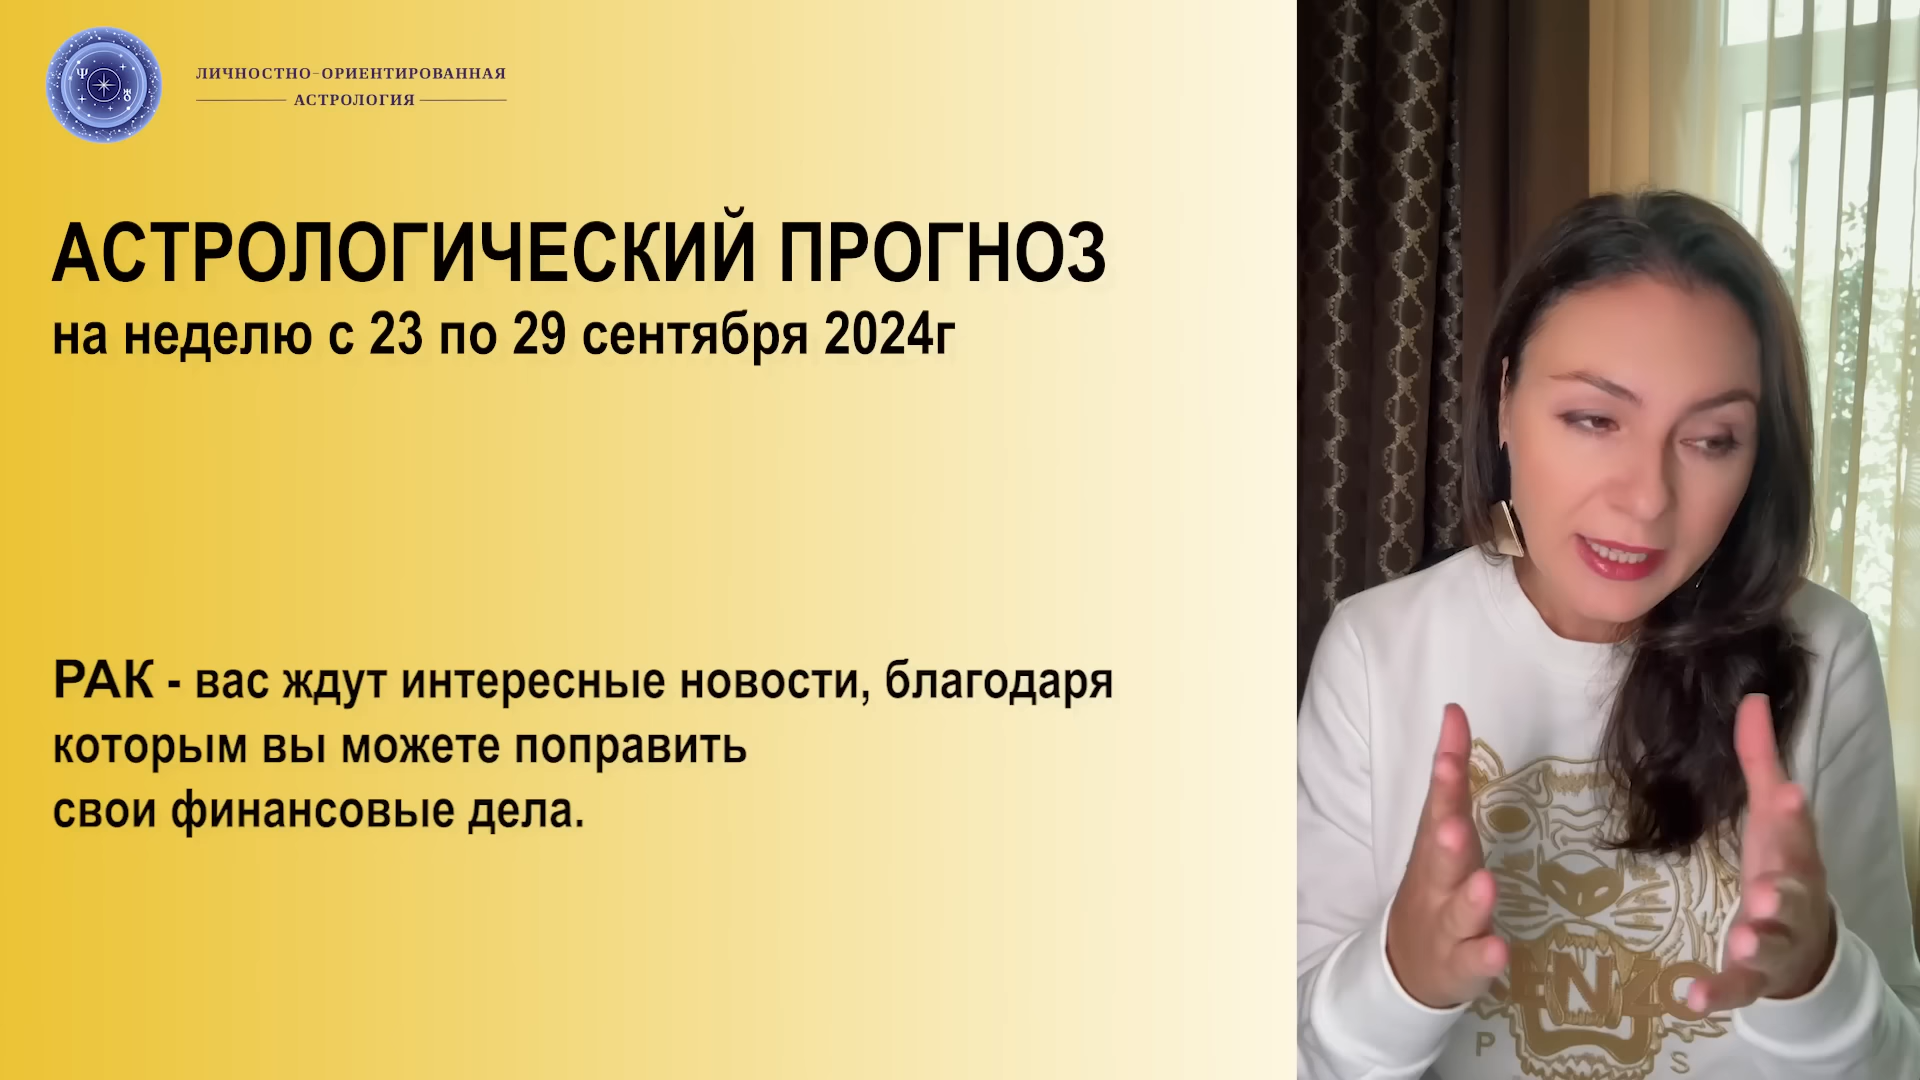 ЛИЧНОСТНО-ОРИЕНТИРОВАННАЯ
АСТРОЛОГИЯ
АСТРОЛОГИЧЕСКИЙ ПРОГНОЗ
на неделю с 23 по 29 сентября 2024г
РАК - вас ждут интересные новости, благодаря
которым вы можете поправить
свои финансовые дела.